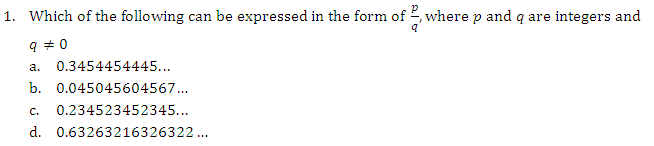 1. Which of the following can be expressed in the form of p/q, where p and q are integers and
q ≠ 0
a. 0.3454454445...
b. 0.045045604567...
c. 0.234523452345...
d. 0.63263216326322 ...